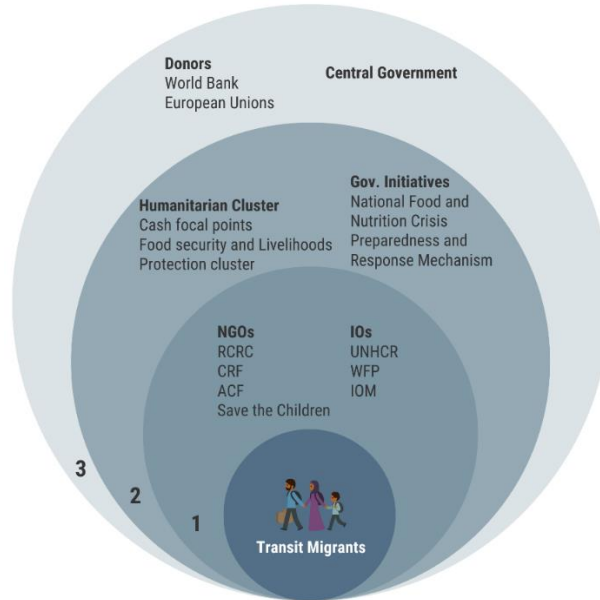 Donors
World Bank
European Unions
Central Government
Humanitarian Cluster
Cash focal points
Food security and Livelihoods
Protection cluster
Gov. Initiatives
National Food and
Nutrition Crisis
Preparedness and
Response Mechanism
NGOs
RCRC
CRF
ACF
Save the Children
IOs
UNHCR
WFP
IOM
3
2
1
Transit Migrants